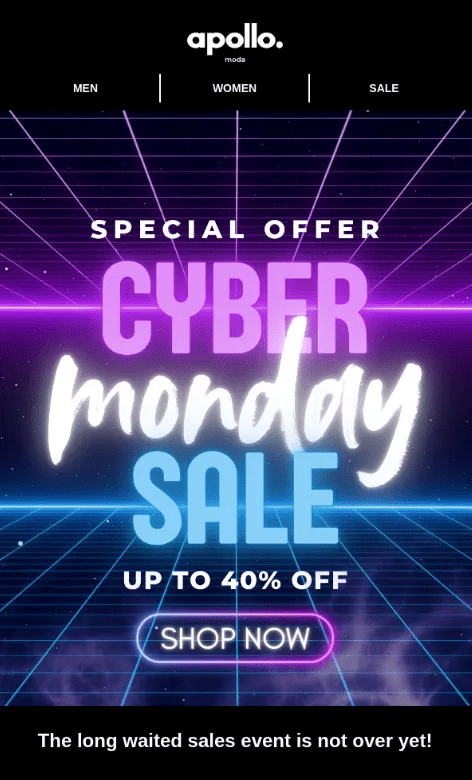 apollo.
moda
MEN WOMEN SALE
SPECIAL OFFER
CYBER
monday
SALE
UP TO 40% OFF
SHOP NOW
The long waited sales event is not over yet!